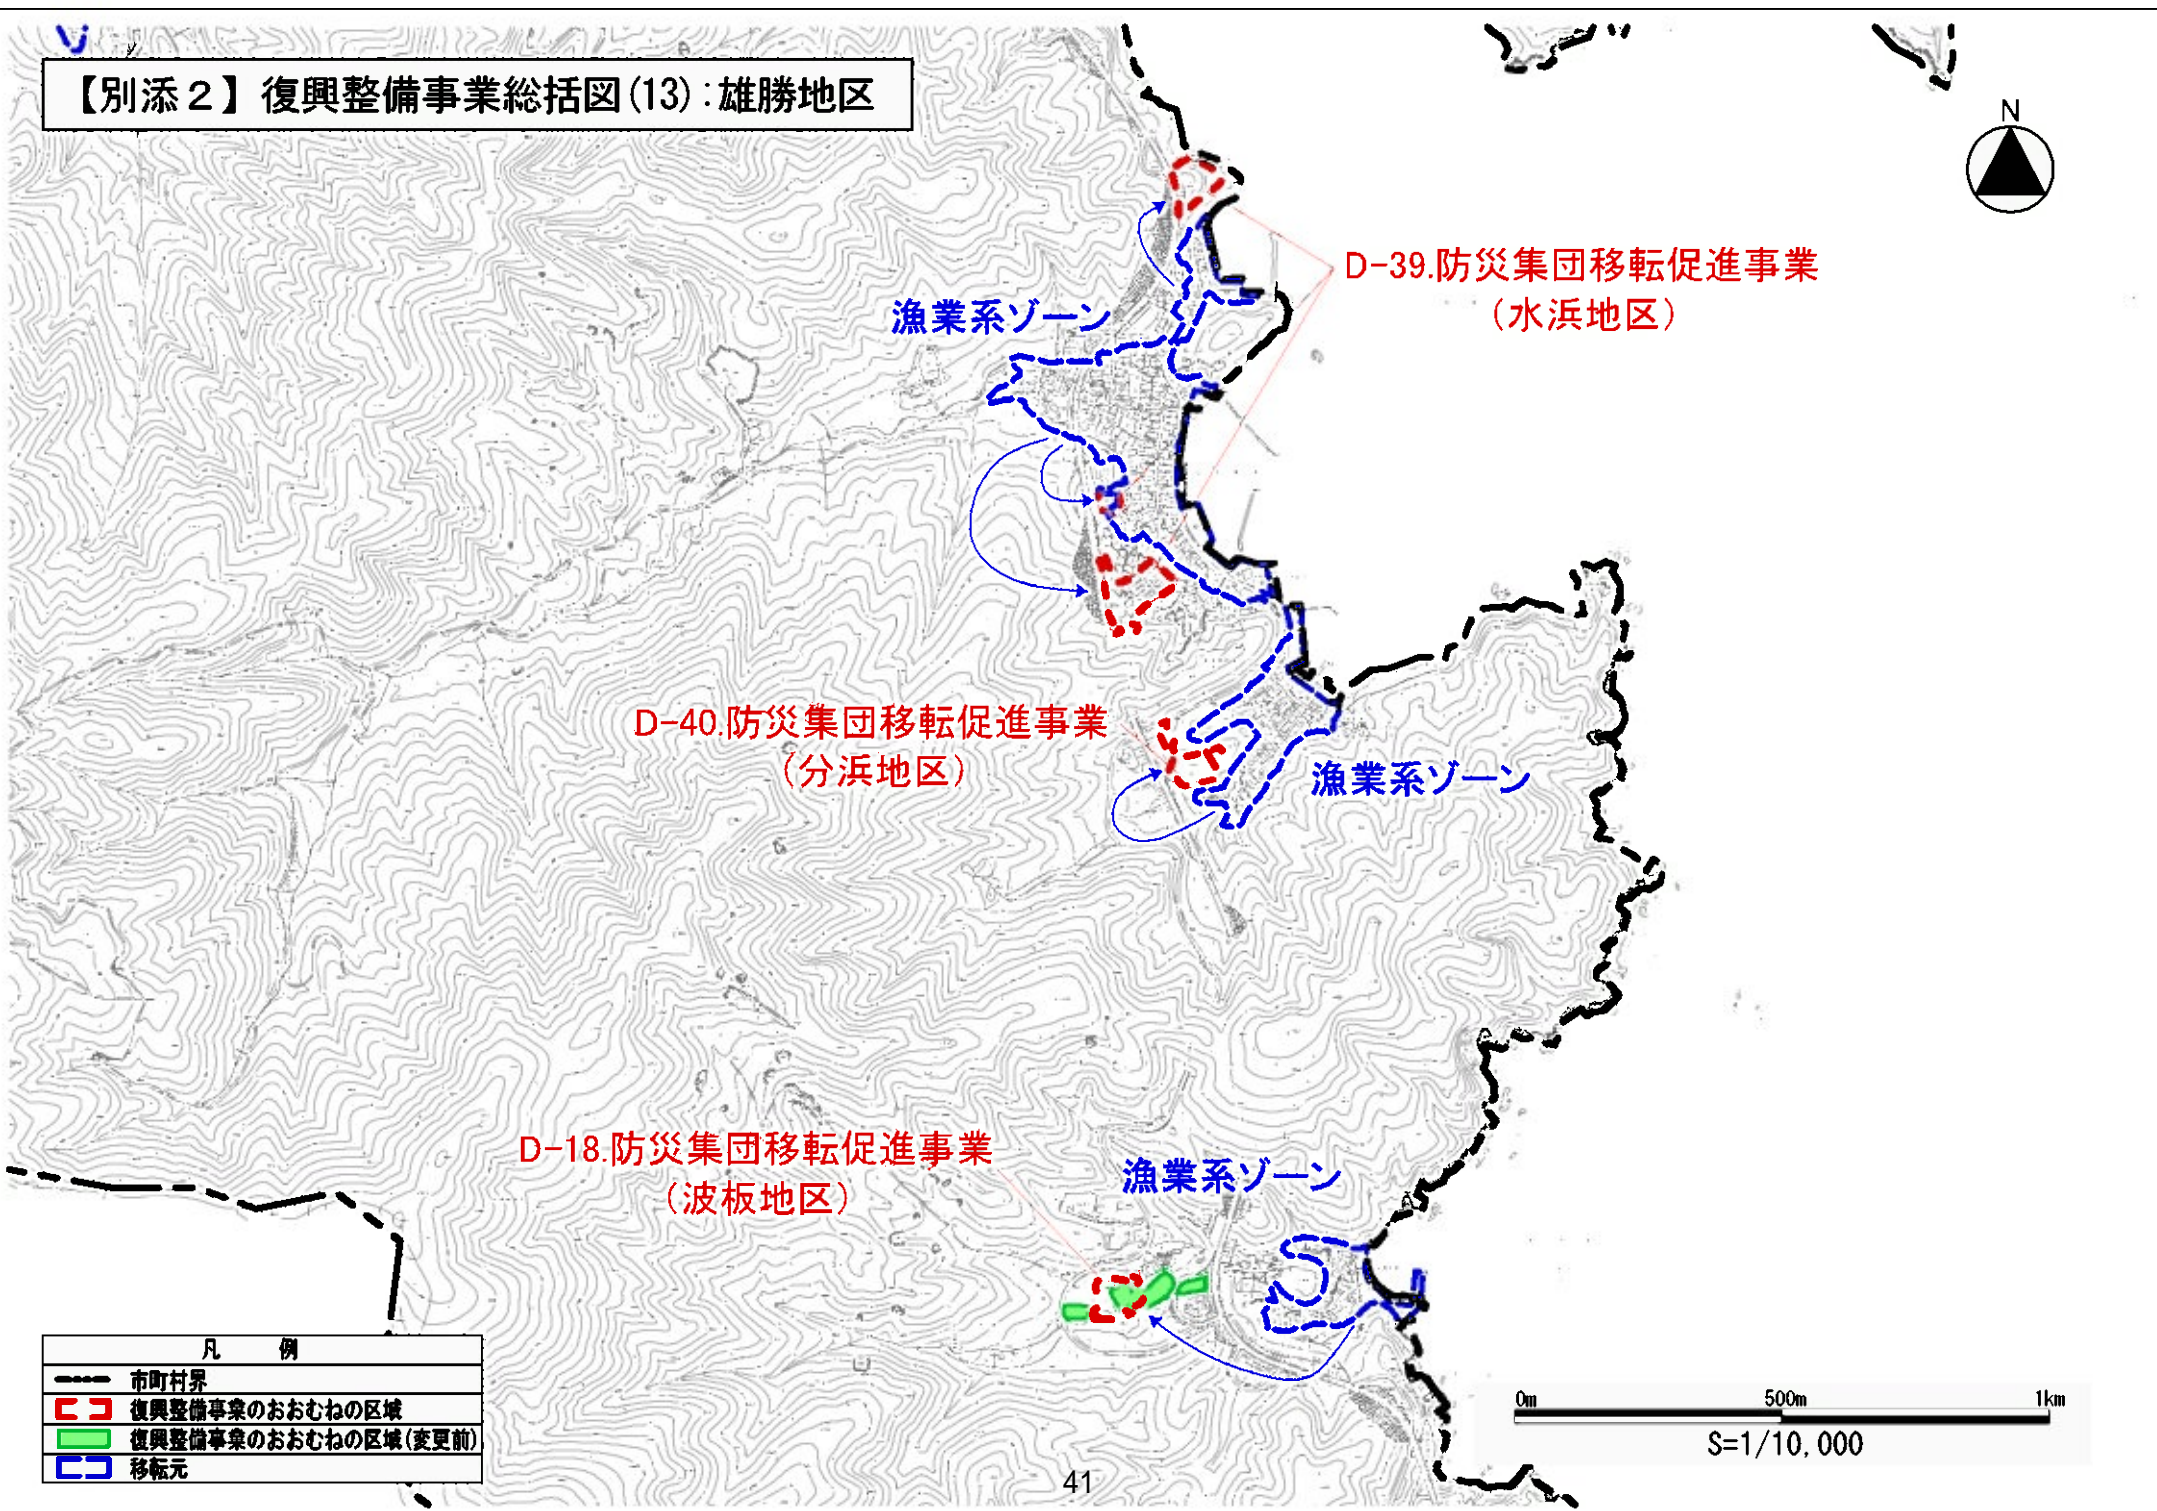 【別添２】復興整備事業総括図(13):雄勝地区
N
D-39.防災集団移転促進事業
(水浜地区)
漁業系ゾーン
D-40.防災集団移転促進事業
(分浜地区)
漁業系ゾーン
D-18.防災集団移転促進事業
(波板地区)
漁業系ゾーン
凡 例
市町村界
復興整備事業のおおむねの区域
復興整備事業のおおむねの区域(変更前)
移転元
0m 500m 1km
S=1/10,000
41